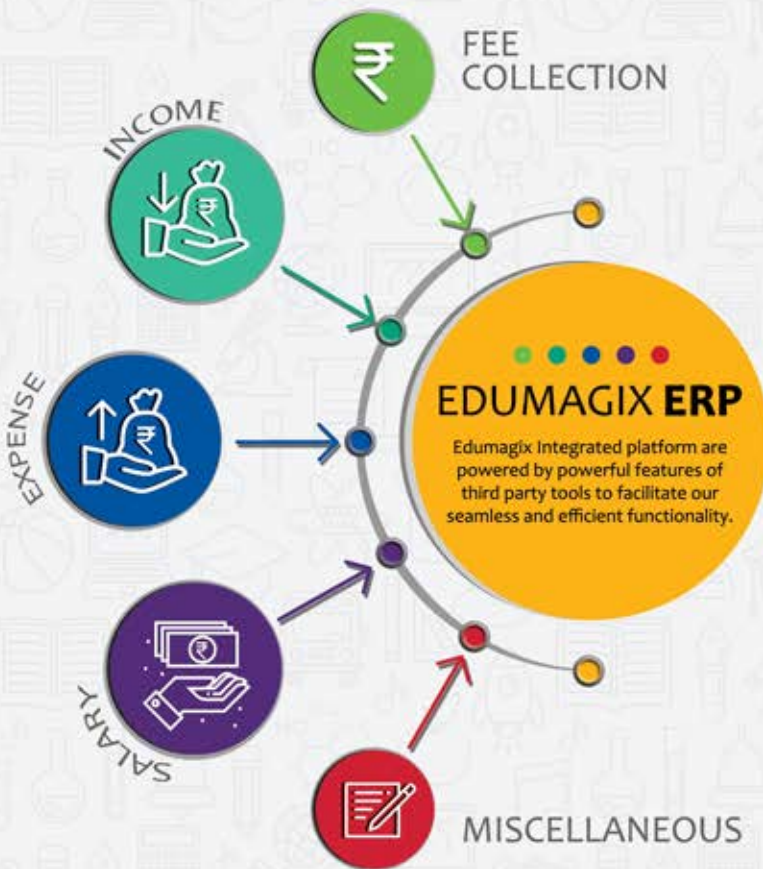 FEE
COLLECTION
INCOME
EXPENSE
SALARY
MISCELLANEOUS
EDUMAGIX ERP
Edumagix Integrated platform are
powered by powerful features of
third party tools to facilitate our
seamless and efficient functionality.